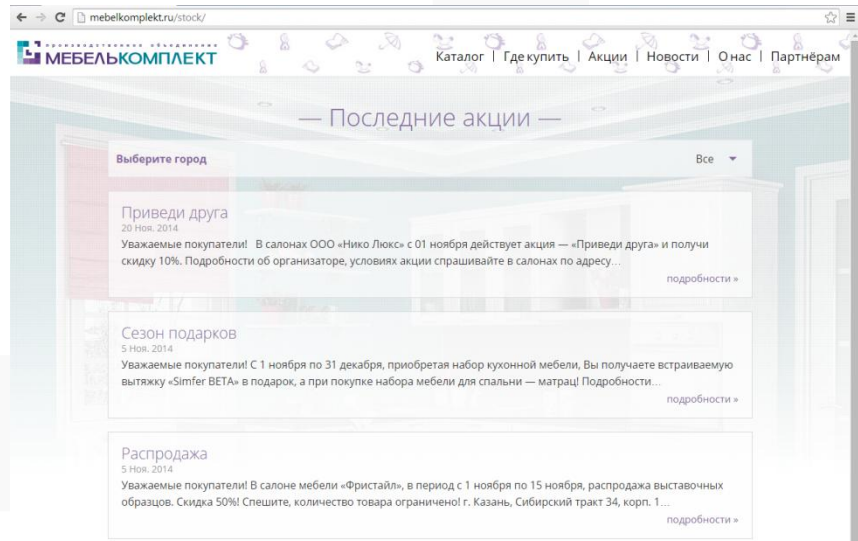 mebelkomplekt.ru/stock/
производственное объединение
МЕБЕЛЬКОМПЛЕКТ
Каталог | Где купить | Акции | Новости | О нас | Партнёрам
— Последние акции —
Выберите город Все
Приведи друга
20 Ноя. 2014
Уважаемые покупатели! В салонах ООО «Нико Люкс» с 01 ноября действует акция — «Приведи друга» и получи
скидку 10%. Подробности об организаторе, условиях акции спрашивайте в салонах по адресу...
подробности »
Сезон подарков
5 Ноя. 2014
Уважаемые покупатели! С 1 ноября по 31 декабря, приобретая набор кухонной мебели, Вы получаете встраиваемую
вытяжку «Simfer BETA» в подарок, а при покупке набора мебели для спальни — матрац! Подробности...
подробности »
Распродажа
5 Ноя. 2014
Уважаемые покупатели! В салоне мебели «Фристайл», в период с 1 ноября по 15 ноября, распродажа выставочных
образцов. Скидка 50%! Спешите, количество товара ограничено! г. Казань, Сибирский тракт 34, корп. 1...
подробности »